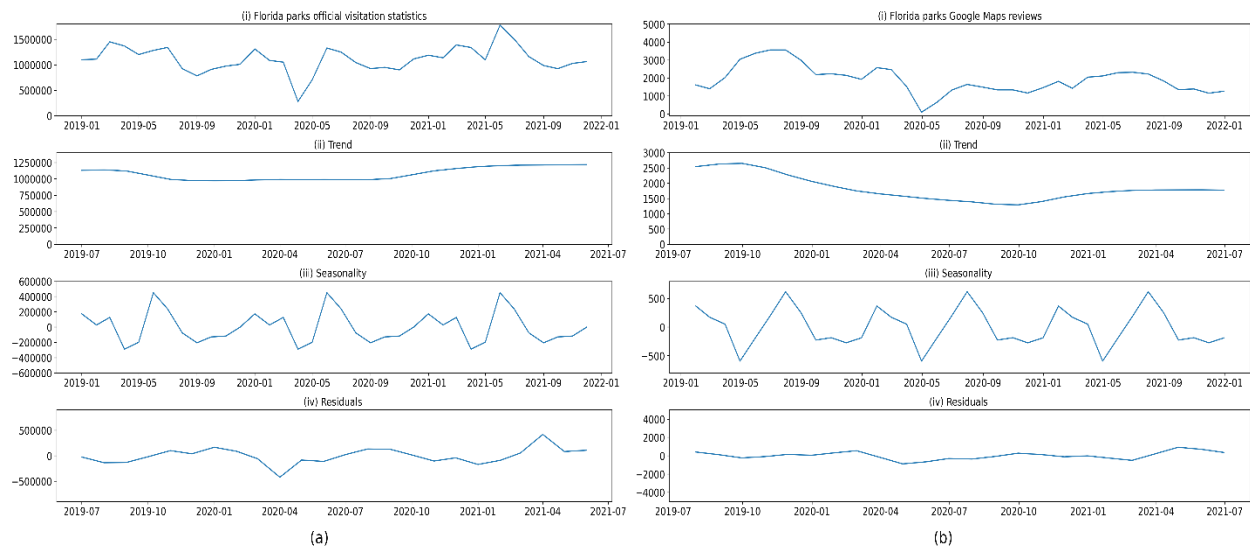 (i) Florida parks official visitation statistics
1500000
1000000
500000
0
2019-01 2019-05 2019-09 2020-01 2020-05 2020-09 2021-01 2021-05 2021-09 2022-01
(ii) Trend
1250000
1000000
750000
500000
250000
0
2019-07 2019-10 2020-01 2020-04 2020-07 2020-10 2021-01 2021-04 2021-07
(iii) Seasonality
600000
400000
200000
0
−200000
−400000
−600000
2019-01 2019-05 2019-09 2020-01 2020-05 2020-09 2021-01 2021-05 2021-09 2022-01
(iv) Residuals
500000
0
−500000
2019-07 2019-10 2020-01 2020-04 2020-07 2020-10 2021-01 2021-04 2021-07
(a)
(i) Florida parks Google Maps reviews
5000
4000
3000
2000
1000
0
2019-01 2019-05 2019-09 2020-01 2020-05 2020-09 2021-01 2021-05 2021-09 2022-01
(ii) Trend
3000
2500
2000
1500
1000
500
0
2019-07 2019-10 2020-01 2020-04 2020-07 2020-10 2021-01 2021-04 2021-07
(iii) Seasonality
500
0
−500
2019-01 2019-05 2019-09 2020-01 2020-05 2020-09 2021-01 2021-05 2021-09 2022-01
(iv) Residuals
4000
2000
0
−2000
−4000
2019-07 2019-10 2020-01 2020-04 2020-07 2020-10 2021-01 2021-04 2021-07
(b)